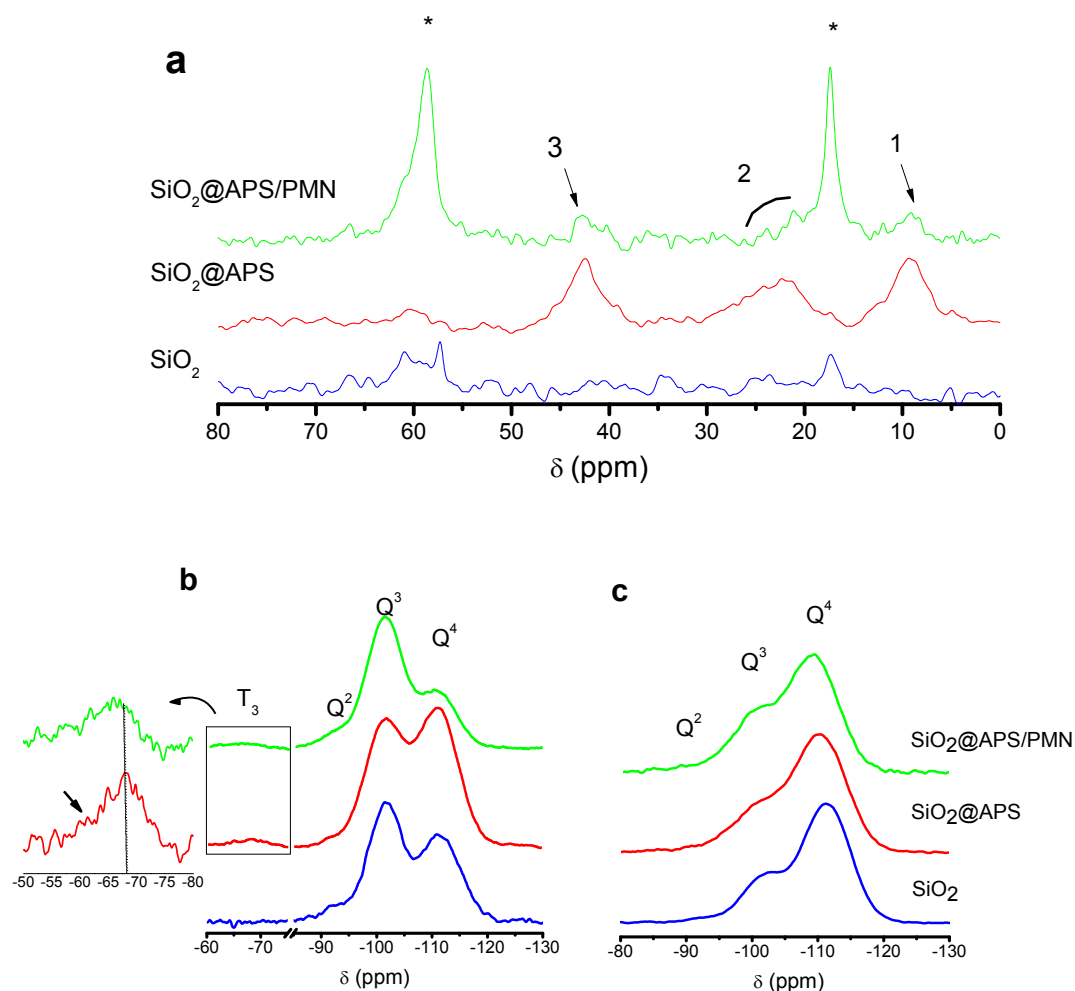 * *
a
3 2 1
SiO₂@APS/PMN
SiO₂@APS
SiO₂
80 70 60 50 40 30 20 10 0
δ (ppm)
b
Q³
Q⁴
Q²
T₃
-50 -55 -60 -65 -70 -75 -80
-60 -70 -90 -100 -110 -120 -130
δ (ppm)
c
Q⁴
Q³
Q²
SiO₂@APS/PMN
SiO₂@APS
SiO₂
-80 -90 -100 -110 -120 -130
δ (ppm)